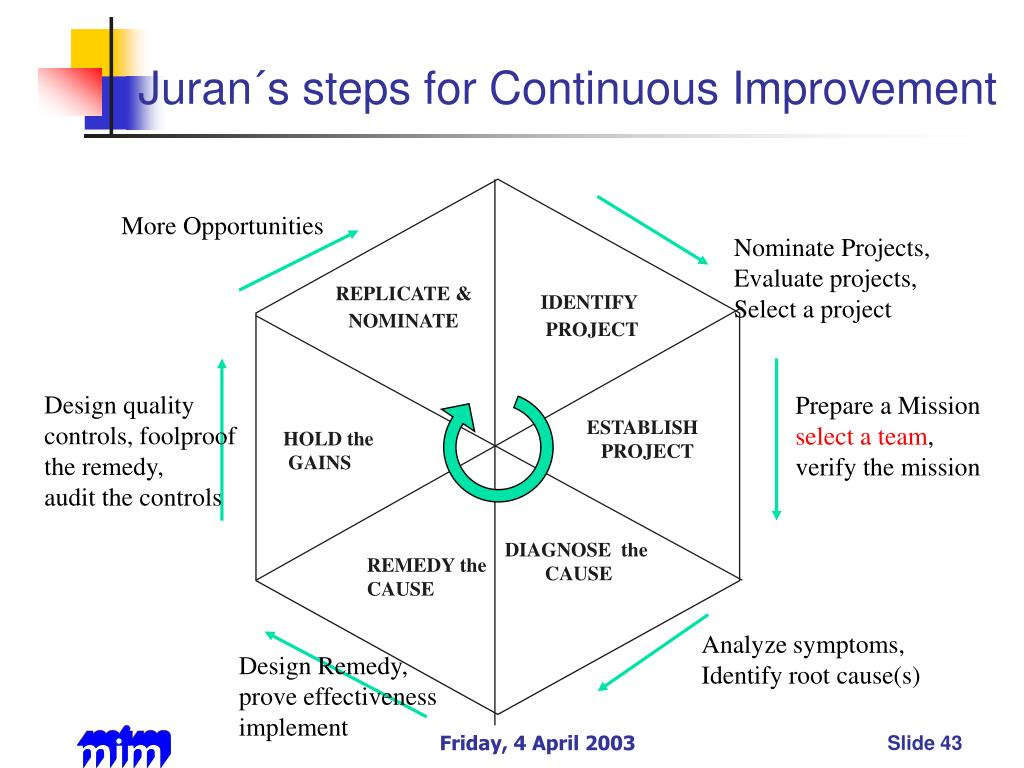 Juran´s steps for Continuous Improvement
More Opportunities
Nominate Projects,
Evaluate projects,
Select a project
REPLICATE &
NOMINATE
IDENTIFY
PROJECT
Design quality
controls, foolproof
the remedy,
audit the controls
HOLD the
GAINS
ESTABLISH
PROJECT
Prepare a Mission
select a team,
verify the mission
REMEDY the
CAUSE
DIAGNOSE the
CAUSE
Design Remedy,
prove effectiveness
implement
Analyze symptoms,
Identify root cause(s)
mim
Friday, 4 April 2003
Slide 43